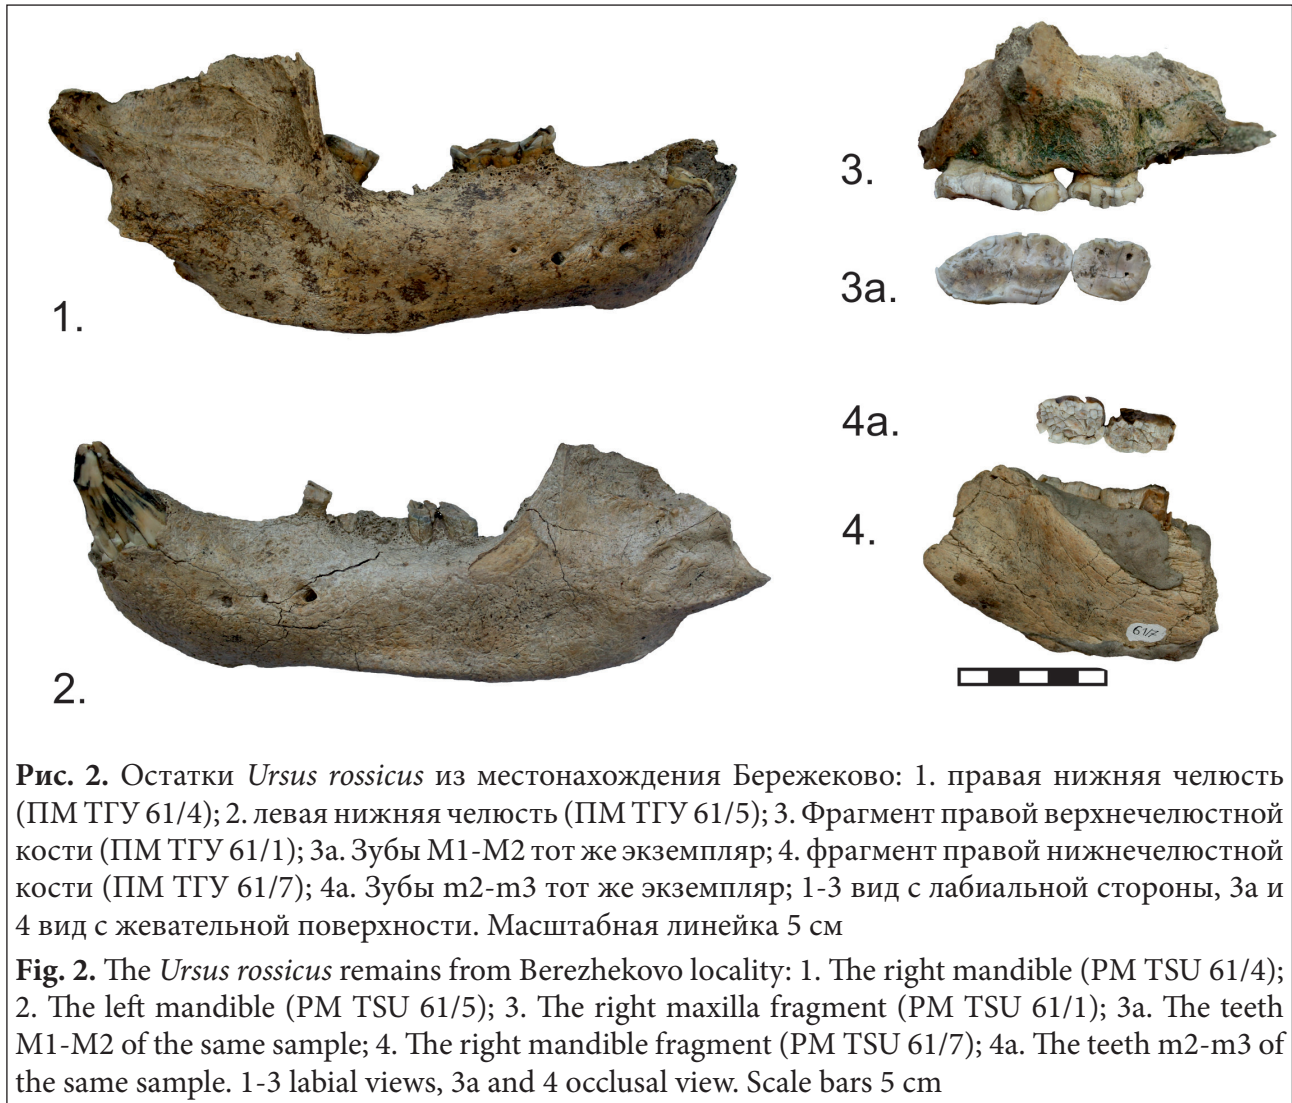 1.
2.
3.
3a.
4a.
4.
61/7
Рис. 2. Остатки Ursus rossicus из местонахождения Бережеково: 1. правая нижняя челюсть
(ПМ ТГУ 61/4); 2. левая нижняя челюсть (ПМ ТГУ 61/5); 3. Фрагмент правой верхнечелюстной
кости (ПМ ТГУ 61/1); 3а. Зубы М1-М2 тот же экземпляр; 4. фрагмент правой нижнечелюстной
кости (ПМ ТГУ 61/7); 4а. Зубы m2-m3 тот же экземпляр; 1-3 вид с лабиальной стороны, 3а и
4 вид с жевательной поверхности. Масштабная линейка 5 см
Fig. 2. The Ursus rossicus remains from Berezhekovo locality: 1. The right mandible (PM TSU 61/4);
2. The left mandible (PM TSU 61/5); 3. The right maxilla fragment (PM TSU 61/1); 3a. The teeth
M1-M2 of the same sample; 4. The right mandible fragment (PM TSU 61/7); 4a. The teeth m2-m3 of
the same sample. 1-3 labial views, 3a and 4 occlusal view. Scale bars 5 cm